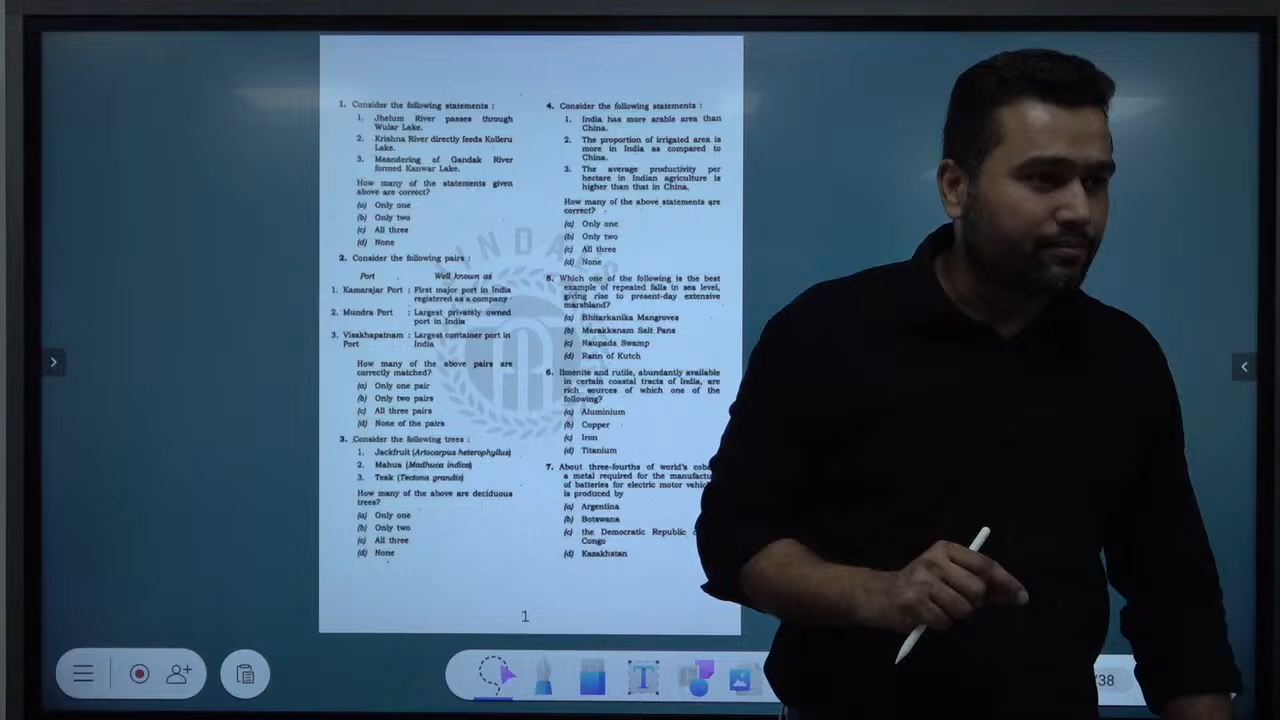 1. Consider the following statements :
1. Jhelum River passes through
Wular Lake.
2. Krishna River directly feeds Kolleru
Lake.
3. Meandering of Gandak River
formed Kanwar Lake.
How many of the statements given
above are correct?
(a) Only one
(b) Only two
(c) All three
(d) None
2. Consider the following pairs :
Port Well known as
1. Kamarajar Port : First major port in India
registered as a company
2. Mundra Port : Largest privately owned
port in India
3. Visakhapatnam : Largest container port in
Port India
How many of the above pairs are
correctly matched?
(a) Only one pair
(b) Only two pairs
(c) All three pairs
(d) None of the pairs
3. Consider the following trees :
1. Jackfruit (Artocarpus heterophyllus)
2. Mahua (Madhuca indica)
3. Teak (Tectona grandis)
How many of the above are deciduous
trees?
(a) Only one
(b) Only two
(c) All three
(d) None
4. Consider the following statements :
1. India has more arable area than
China.
2. The proportion of irrigated area is
more in India as compared to
China.
3. The average productivity per
hectare in Indian agriculture is
higher than that in China.
How many of the above statements are
correct?
(a) Only one
(b) Only two
(c) All three
(d) None
5. Which one of the following is the best
example of repeated falls in sea level,
giving rise to present-day extensive
marshland?
(a) Bhitarkanika Mangroves
(b) Marakkanam Salt Pans
(c) Naupada Swamp
(d) Rann of Kutch
6. Ilmenite and rutile, abundantly available
in certain coastal tracts of India, are
rich sources of which one of the
following?
(a) Aluminium
(b) Copper
(c) Iron
(d) Titanium
7. About three-fourths of world's
a metal required for the
of batteries for electric motor
is produced by
(a) Argentina
(b) Botswana
(c) the Democratic Republic
Congo
(d) Kazakhstan
1
T
/38